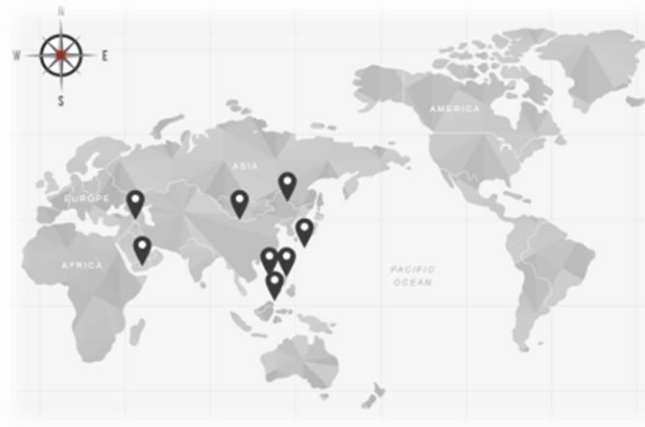 N
W E
S
AMERICA
ASIA
EUROPE
AFRICA
PACIFIC
OCEAN